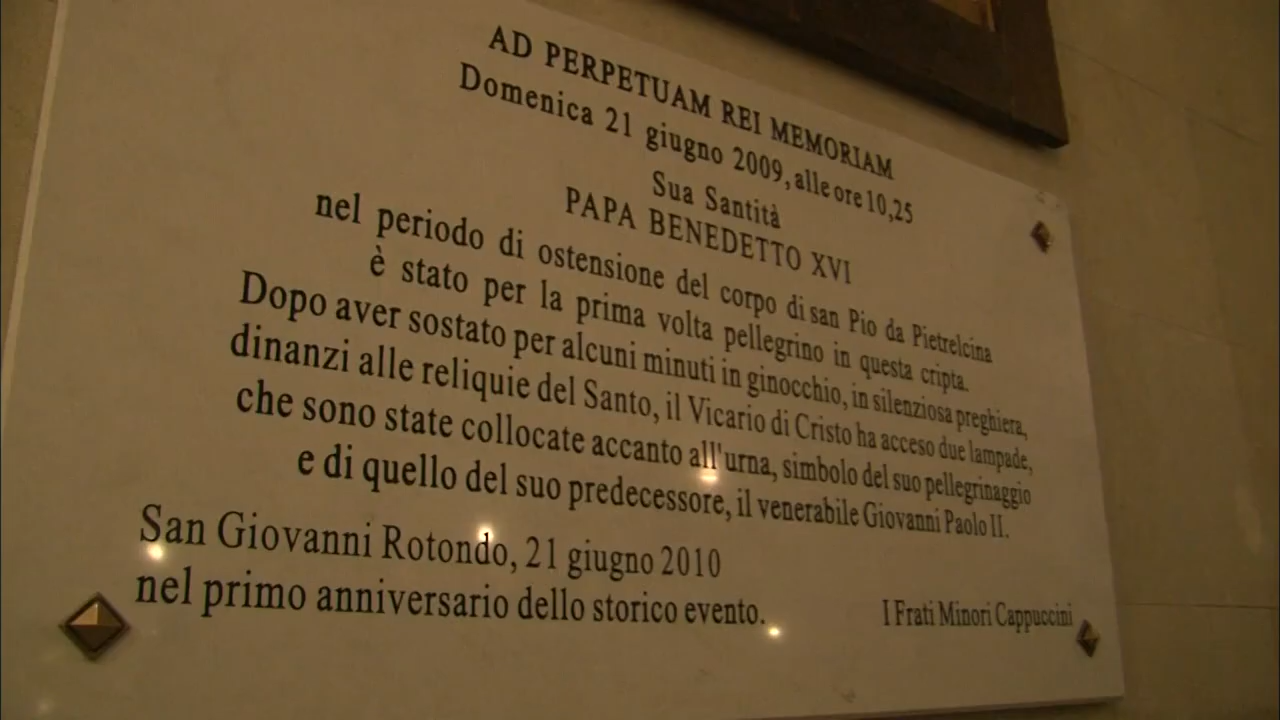 AD PERPETUAM REI MEMORIAM
Domenica 21 giugno 2009, alle ore 10,25
Sua Santità
PAPA BENEDETTO XVI
nel periodo di ostensione del corpo di san Pio da Pietrelcina
è stato per la prima volta pellegrino in questa cripta.
Dopo aver sostato per alcuni minuti in ginocchio, in silenziosa preghiera,
dinanzi alle reliquie del Santo, il Vicario di Cristo ha acceso due lampade,
che sono state collocate accanto all'urna, simbolo del suo pellegrinaggio
e di quello del suo predecessore, il venerabile Giovanni Paolo II.
San Giovanni Rotondo, 21 giugno 2010
nel primo anniversario dello storico evento.
I Frati Minori Cappuccini